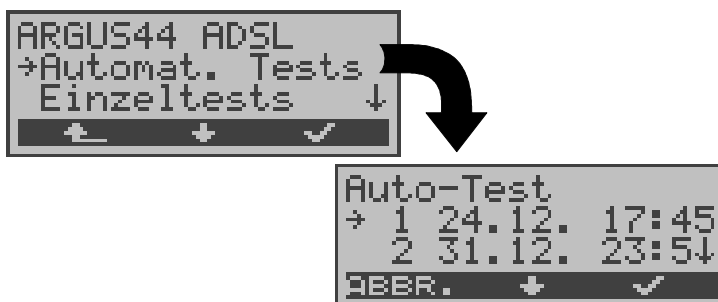 ARGUS44 ADSL
→Automat. Tests
Einzeltests ↓
Auto-Test
→ 1 24.12. 17:45
2 31.12. 23:5↓
ABBR.